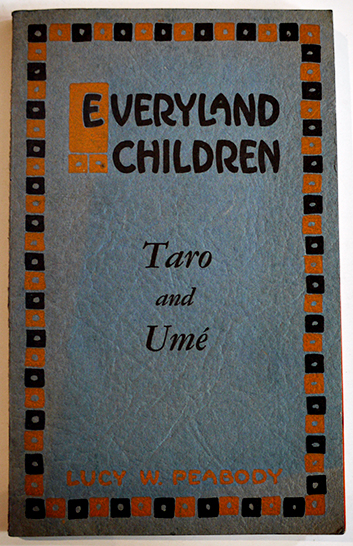 EVERYLAND
CHILDREN
Taro
and
Umé
LUCY W. PEABODY